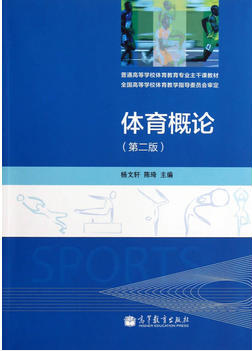 普通高等学校体育教育专业主干课教材
全国高等学校体育教学指导委员会审定
体育概论
(第二版)
杨文轩 陈琦 主编
SPORTS
高等教育出版社
HIGHER EDUCATION PRESS